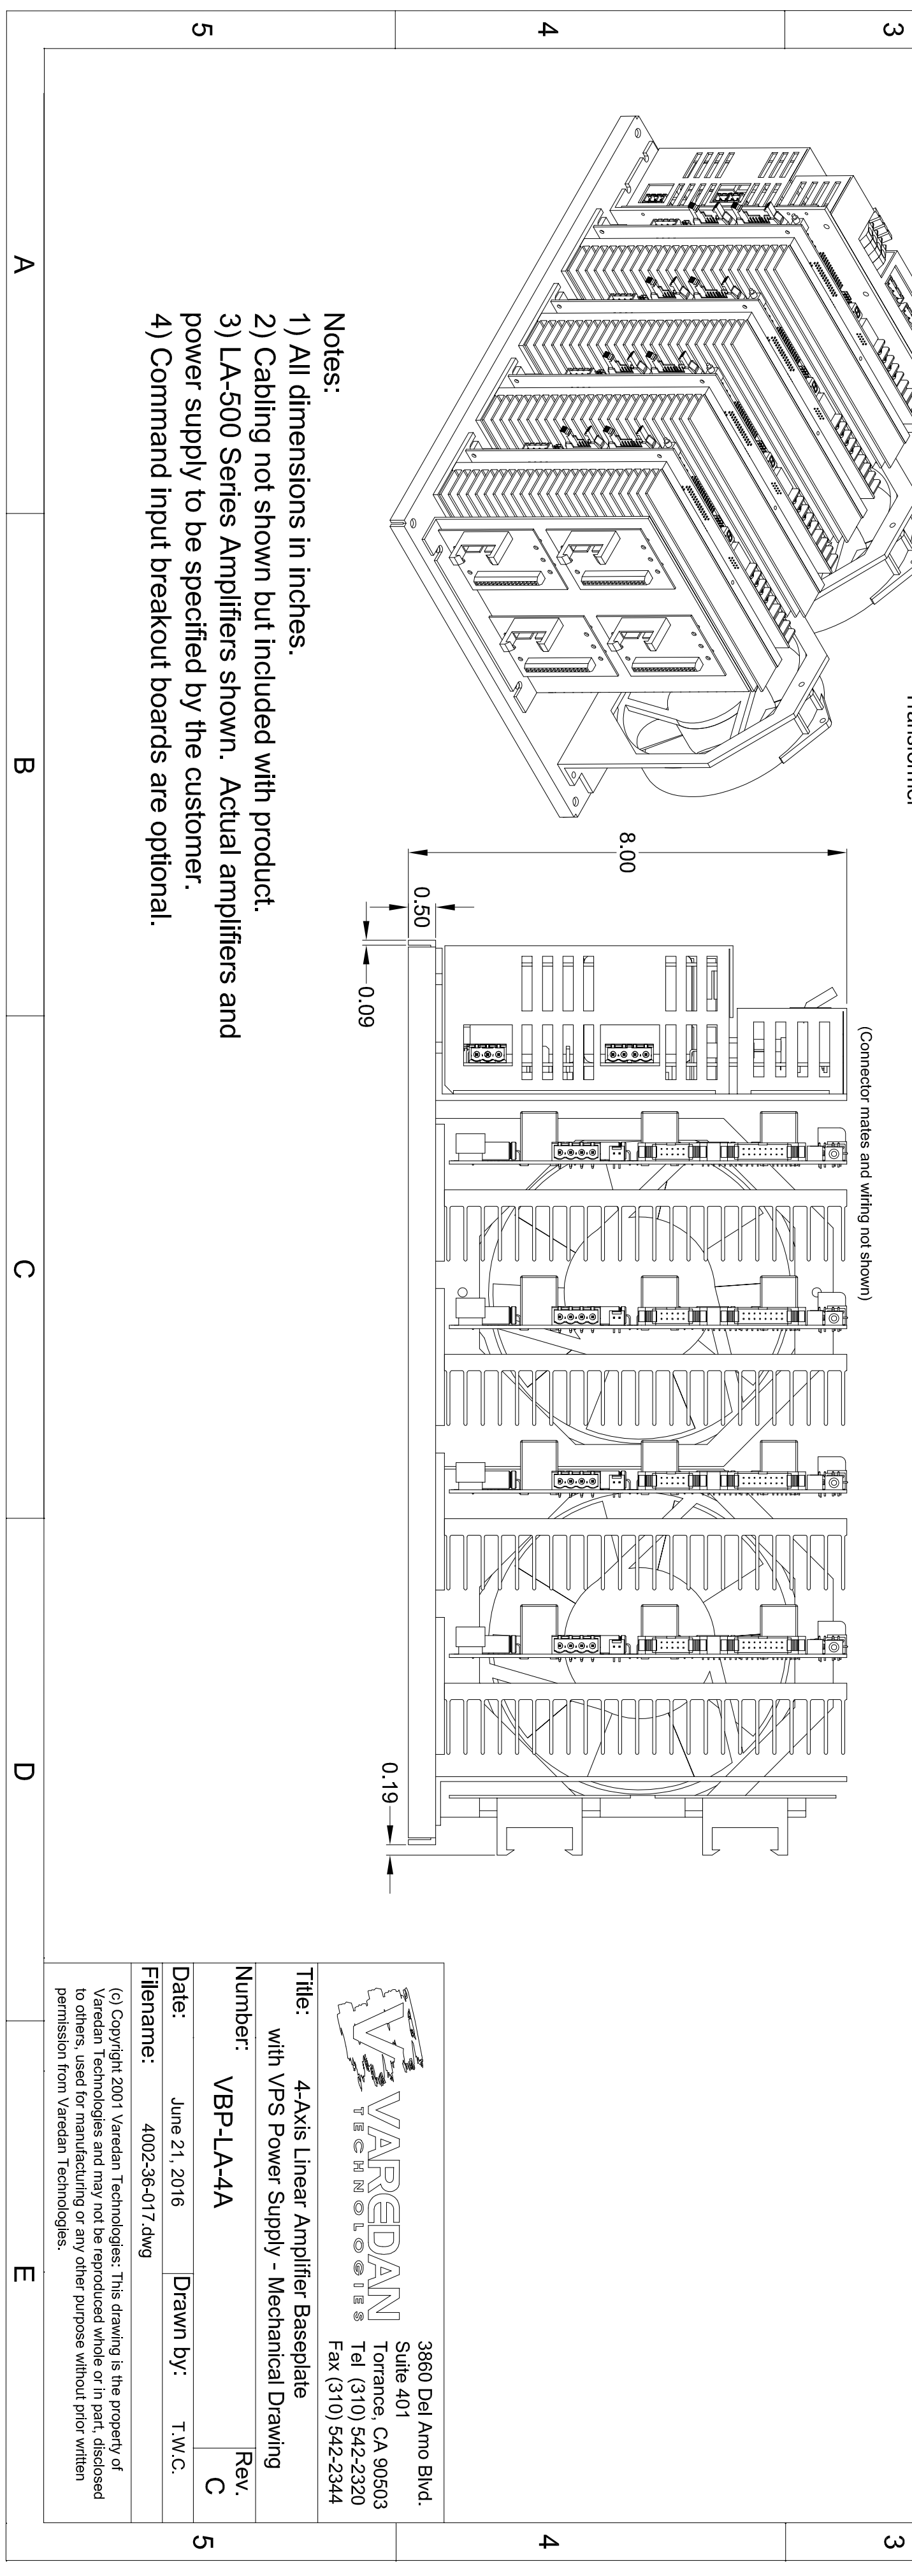 3
3
Transformer
(Connector mates and wiring not shown)
8.00
0.50
0.09
0.19
4
4
Notes:
1) All dimensions in inches.
2) Cabling not shown but included with product.
3) LA-500 Series Amplifiers shown. Actual amplifiers and
power supply to be specified by the customer.
4) Command input breakout boards are optional.
VAREDAN
TECHNOLOGIES
3860 Del Amo Blvd.
Suite 401
Torrance, CA 90503
Tel (310) 542-2320
Fax (310) 542-2344
Title: 4-Axis Linear Amplifier Baseplate
with VPS Power Supply - Mechanical Drawing
Number: VBP-LA-4A
Rev.
C
Date: June 21, 2016
Drawn by: T.W.C.
Filename: 4002-36-017.dwg
(c) Copyright 2001 Varedan Technologies: This drawing is the property of
Varedan Technologies and may not be reproduced whole or in part, disclosed
to others, used for manufacturing or any other purpose without prior written
permission from Varedan Technologies.
5
5
A
B
C
D
E